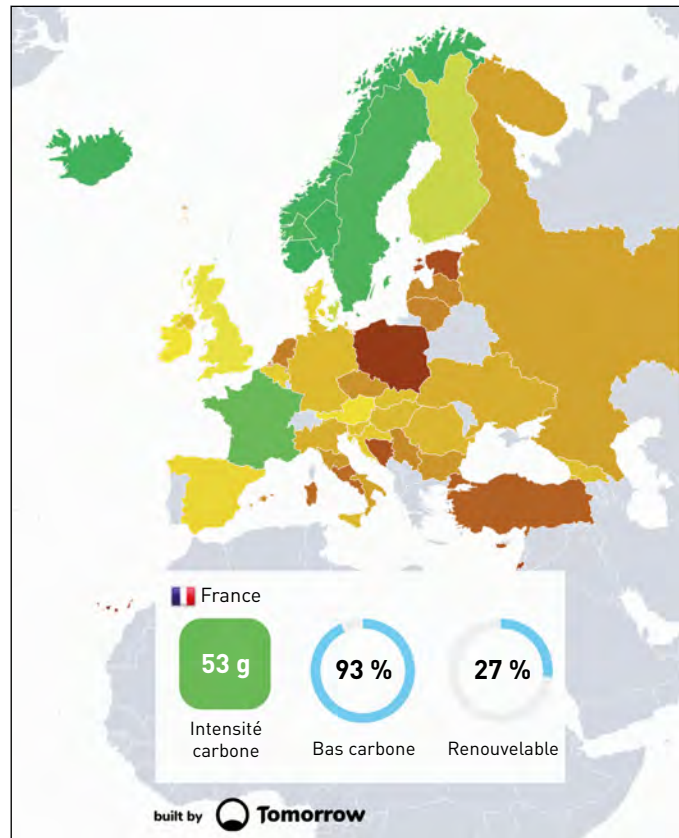 France
53 g
93 %
27 %
Intensité
carbone
Bas carbone
Renouvelable
built by Tomorrow